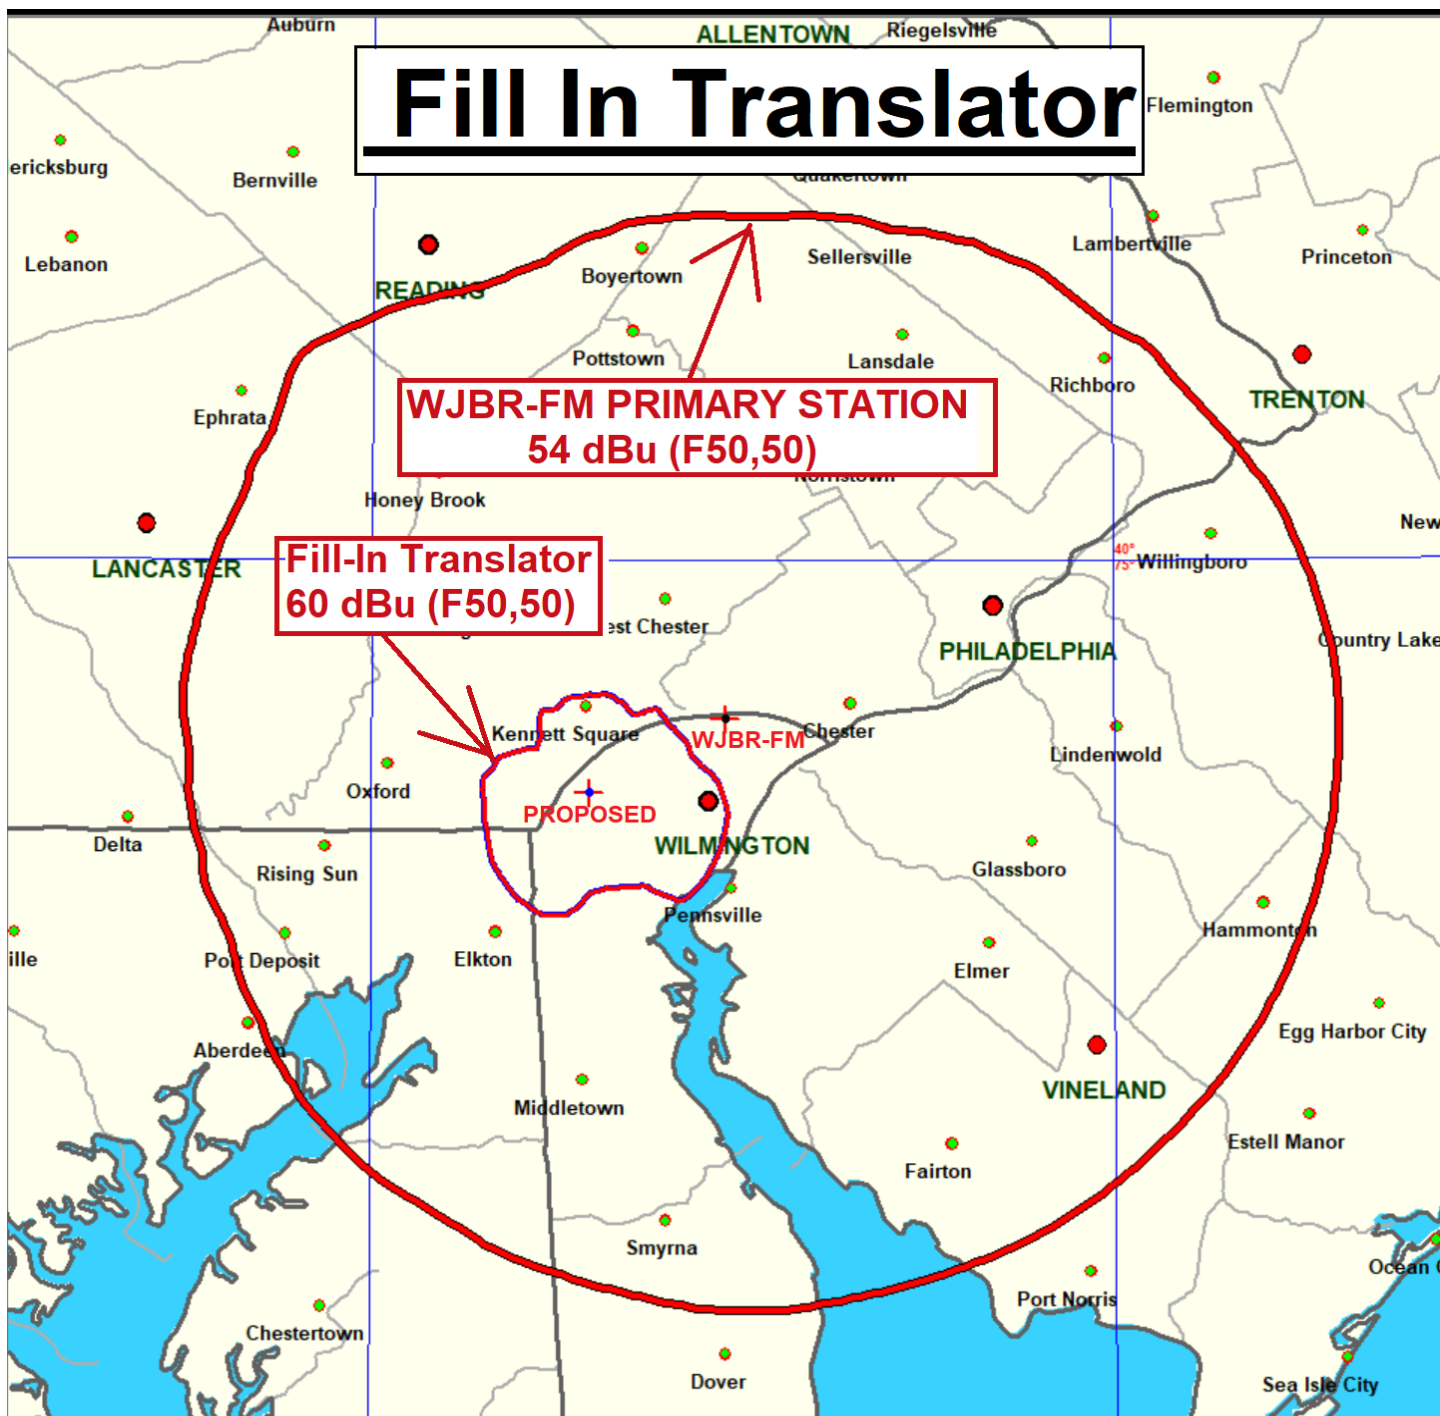 Auburn
ALLENTOWN
Riegelsville
Fill In Translator
Flemington
ericksburg
Bernville
Quakertown
Lebanon
Lambertville
Princeton
Sellersville
Boyertown
READING
Pottstown
Lansdale
Richboro
TRENTON
Ephrata
WJBR-FM PRIMARY STATION
54 dBu (F50,50)
Norristown
Honey Brook
New
LANCASTER
40°
75°
Willingboro
Fill-In Translator
60 dBu (F50,50)
est Chester
Country Lake
PHILADELPHIA
Kennett Square
WJBR-FM
Chester
Lindenwold
Oxford
PROPOSED
Delta
WILMINGTON
Rising Sun
Glassboro
Pennsville
Hammonton
ille
Port Deposit
Elkton
Elmer
Egg Harbor City
Aberdeen
VINELAND
Middletown
Estell Manor
Fairton
Smyrna
Ocean
Port Norris
Chestertown
Dover
Sea Isle City